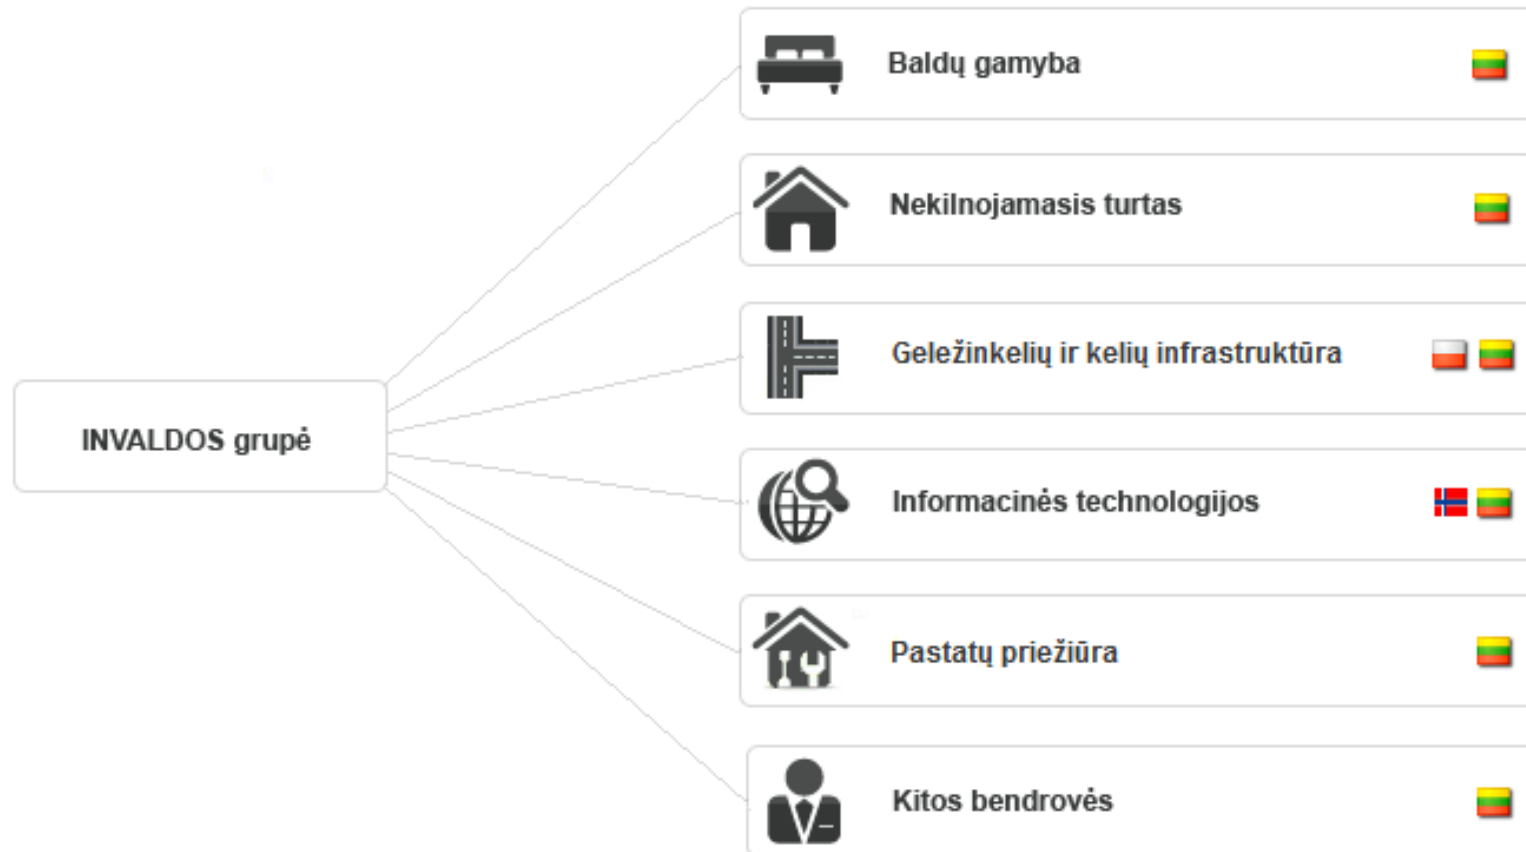 Baldų gamyba
Nekilnojamasis turtas
Geležinkelių ir kelių infrastruktūra
INVALDOS grupė
Informacinės technologijos
Pastatų priežiūra
Kitos bendrovės